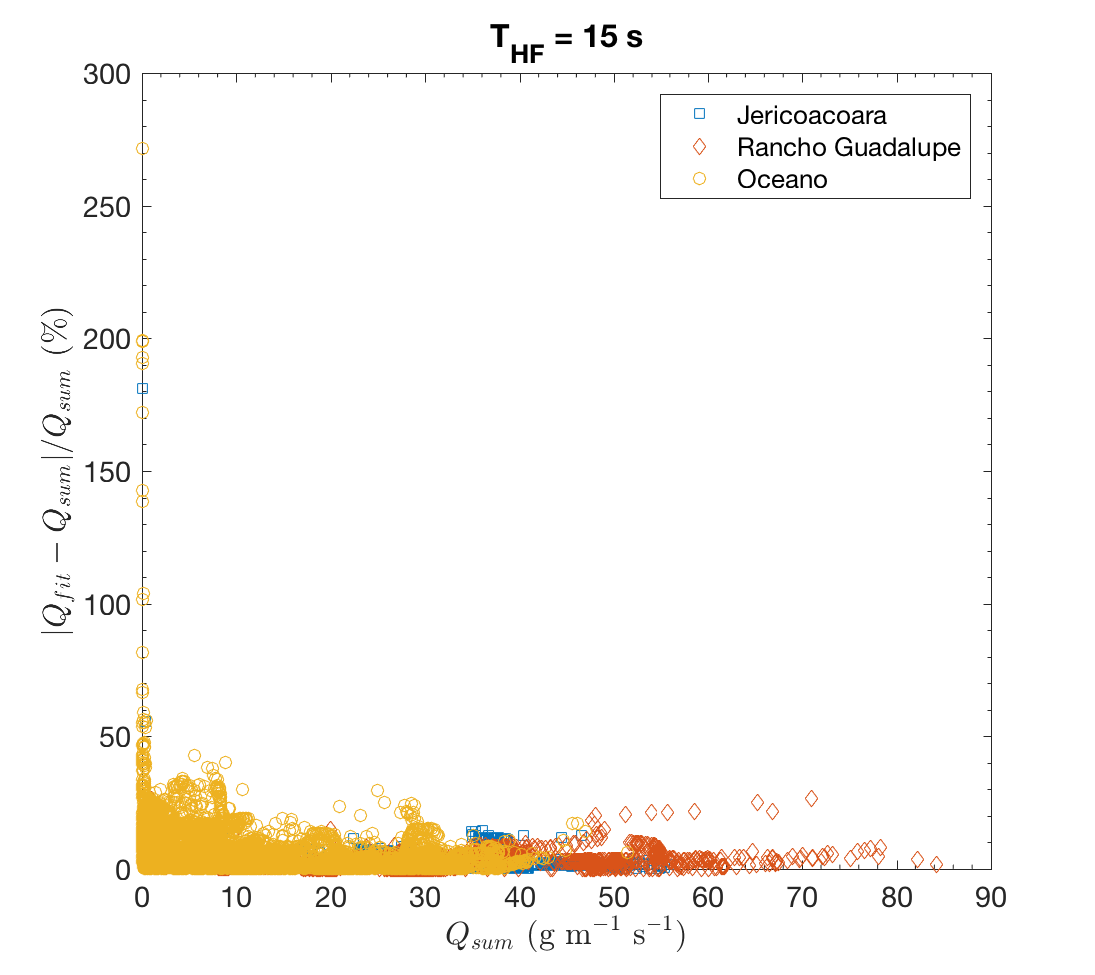 T_HF = 15 s
300
250
200
150
100
50
0
|Q_fit − Q_sum|/Q_sum (%)
Jericoacoara
Rancho Guadalupe
Oceano
0 10 20 30 40 50 60 70 80 90
Q_sum (g m^−1 s^−1)